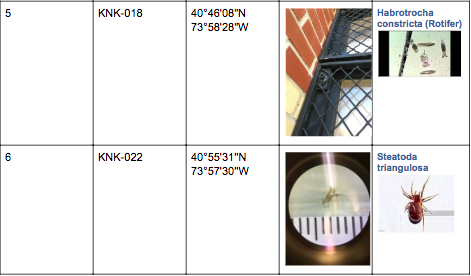 5
KNK-018
40°46'08"N
73°58'28"W
Habrotrocha
constricta (Rotifer)
6
KNK-022
40°55'31"N
73°57'30"W
Steatoda
triangulosa